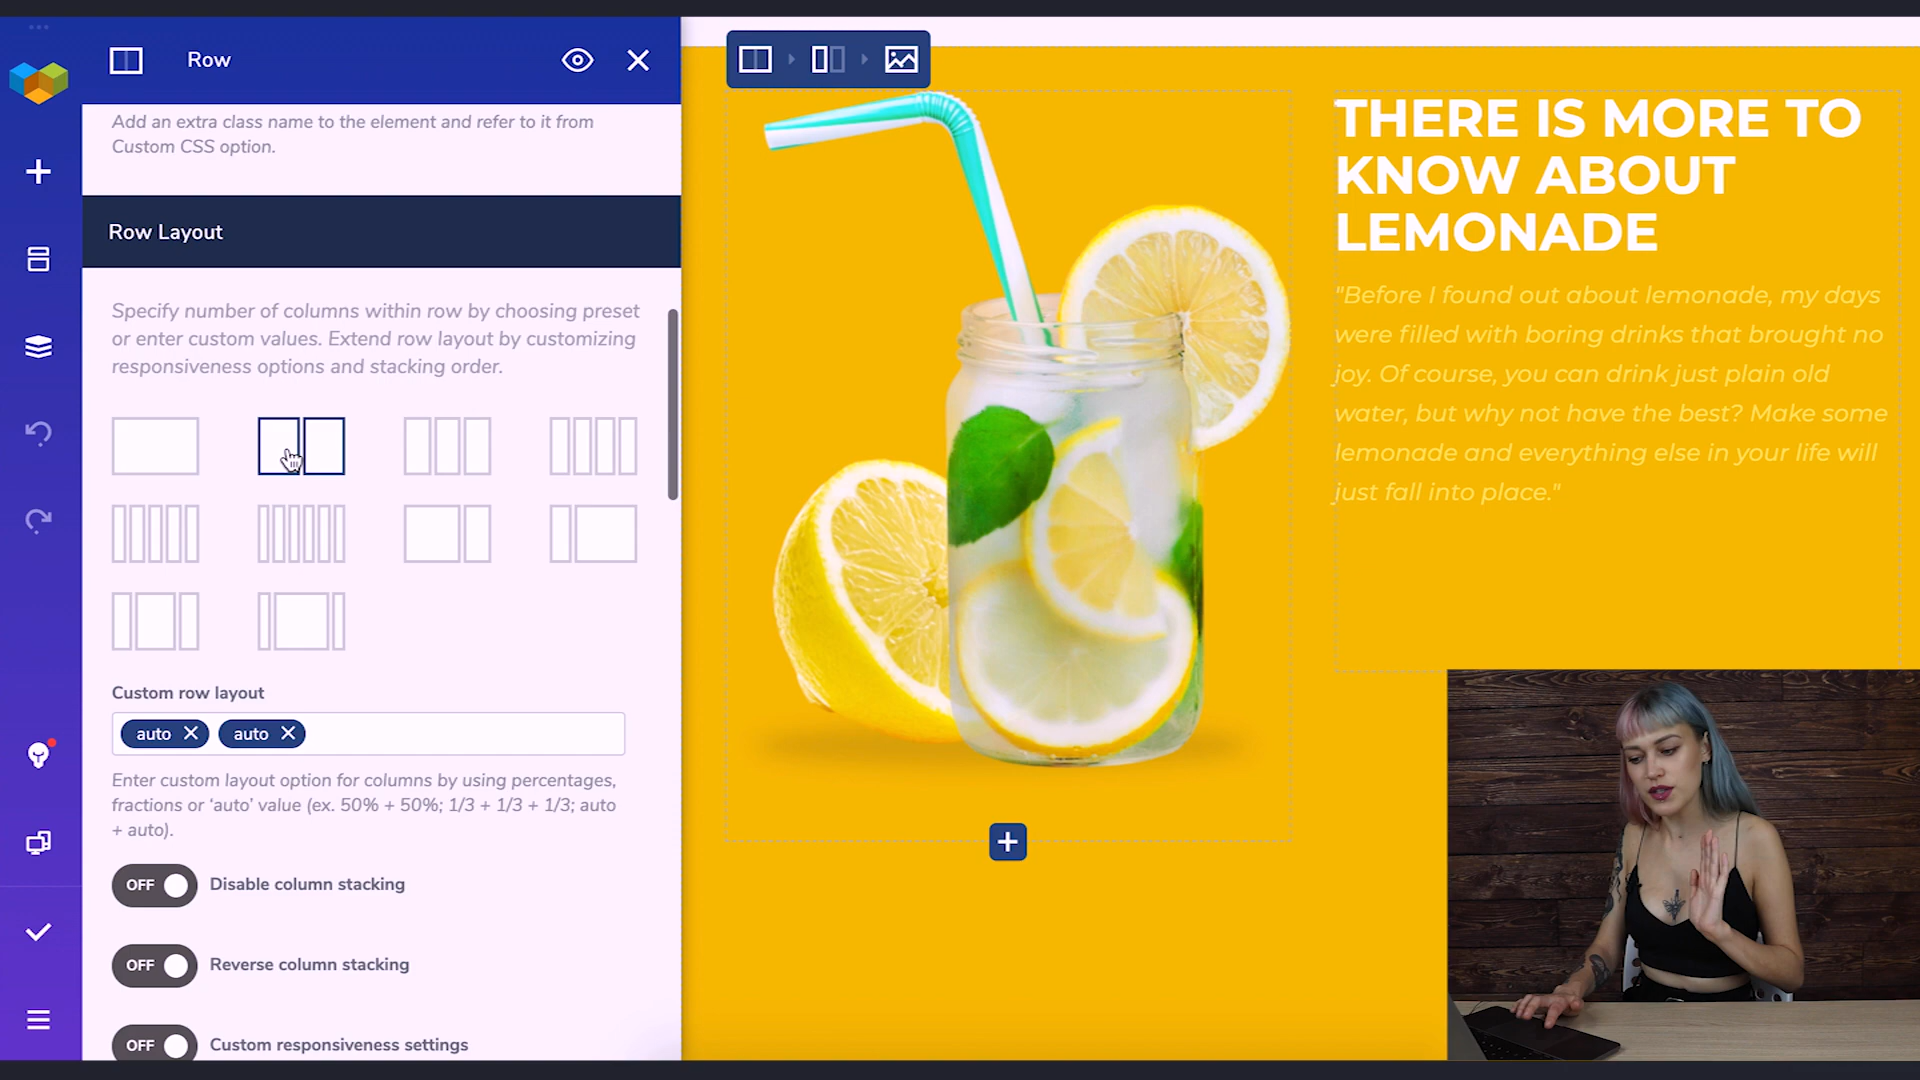 Row
Add an extra class name to the element and refer to it from
Custom CSS option.
Row Layout
Specify number of columns within row by choosing preset
or enter custom values. Extend row layout by customizing
responsiveness options and stacking order.
Custom row layout
auto
auto
Enter custom layout option for columns by using percentages,
fractions or ‘auto’ value (ex. 50% + 50%; 1/3 + 1/3 + 1/3; auto
+ auto).
OFF Disable column stacking
OFF Reverse column stacking
OFF Custom responsiveness settings
THERE IS MORE TO
KNOW ABOUT
LEMONADE
"Before I found out about lemonade, my days
were filled with boring drinks that brought no
joy. Of course, you can drink just plain old
water, but why not have the best? Make some
lemonade and everything else in your life will
just fall into place."